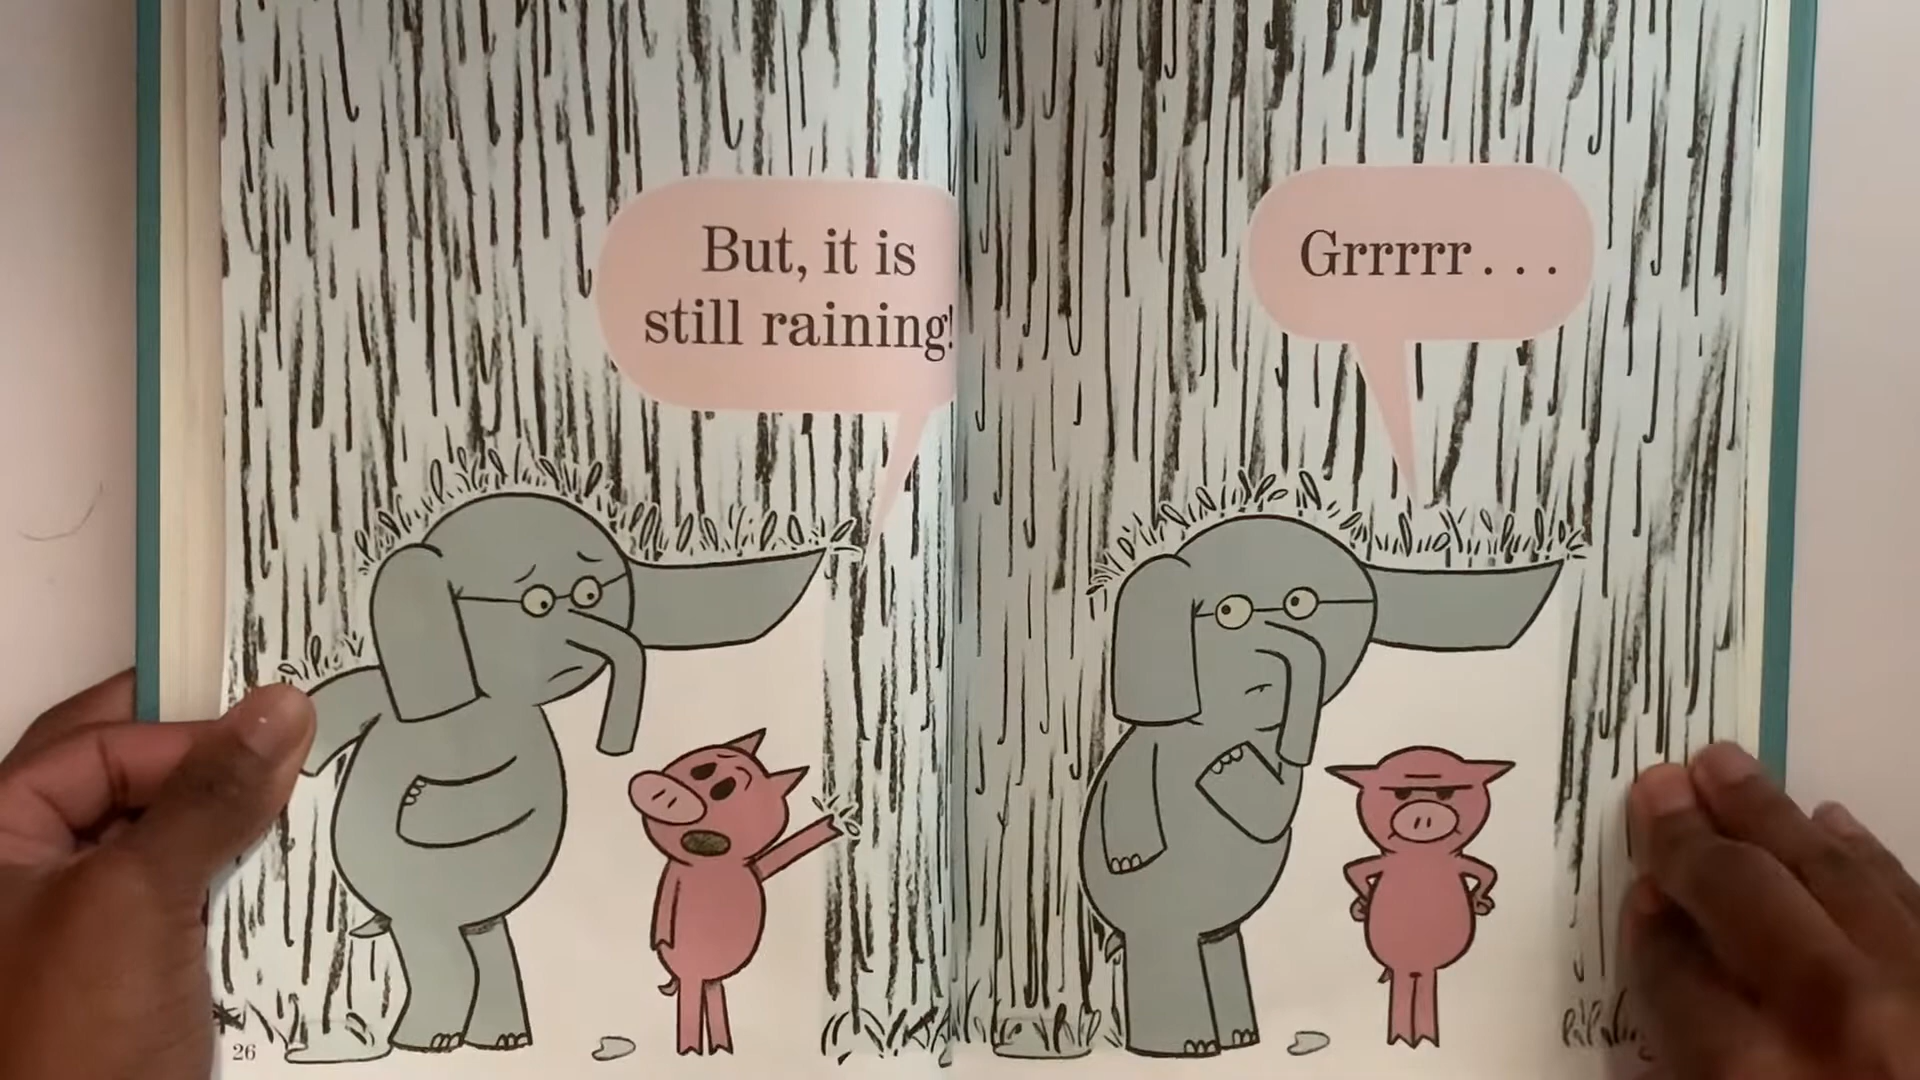 But, it is
still raining!
Grrrrr . . .
26